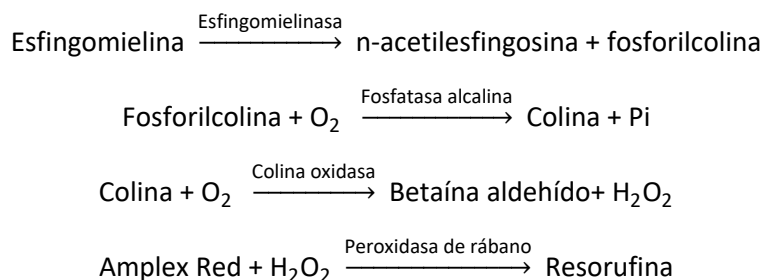 Esfingomielinasa
Esfingomielina ⟶ n-acetilesfingosina + fosforilcolina
Fosfatasa alcalina
Fosforilcolina + O₂ ⟶ Colina + Pi
Colina oxidasa
Colina + O₂ ⟶ Betaína aldehído+ H₂O₂
Peroxidasa de rábano
Amplex Red + H₂O₂ ⟶ Resorufina